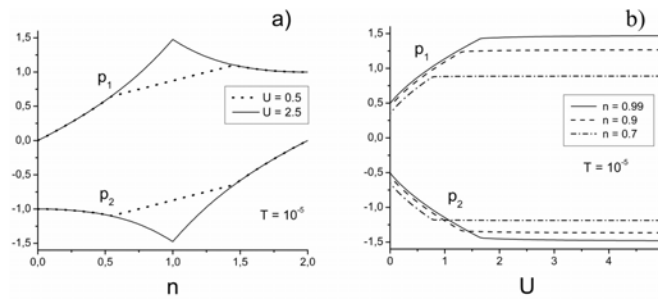 a)
1,5
1,0
0,5
0,0
-0,5
-1,0
-1,5
p1
p2
U = 0.5
U = 2.5
T = 10-5
0,0
0,5
1,0
1,5
2,0
n
b)
1,5
1,0
0,5
0,0
-0,5
-1,0
-1,5
p1
p2
n = 0.99
n = 0.9
n = 0.7
T = 10-5
0
1
2
3
4
U